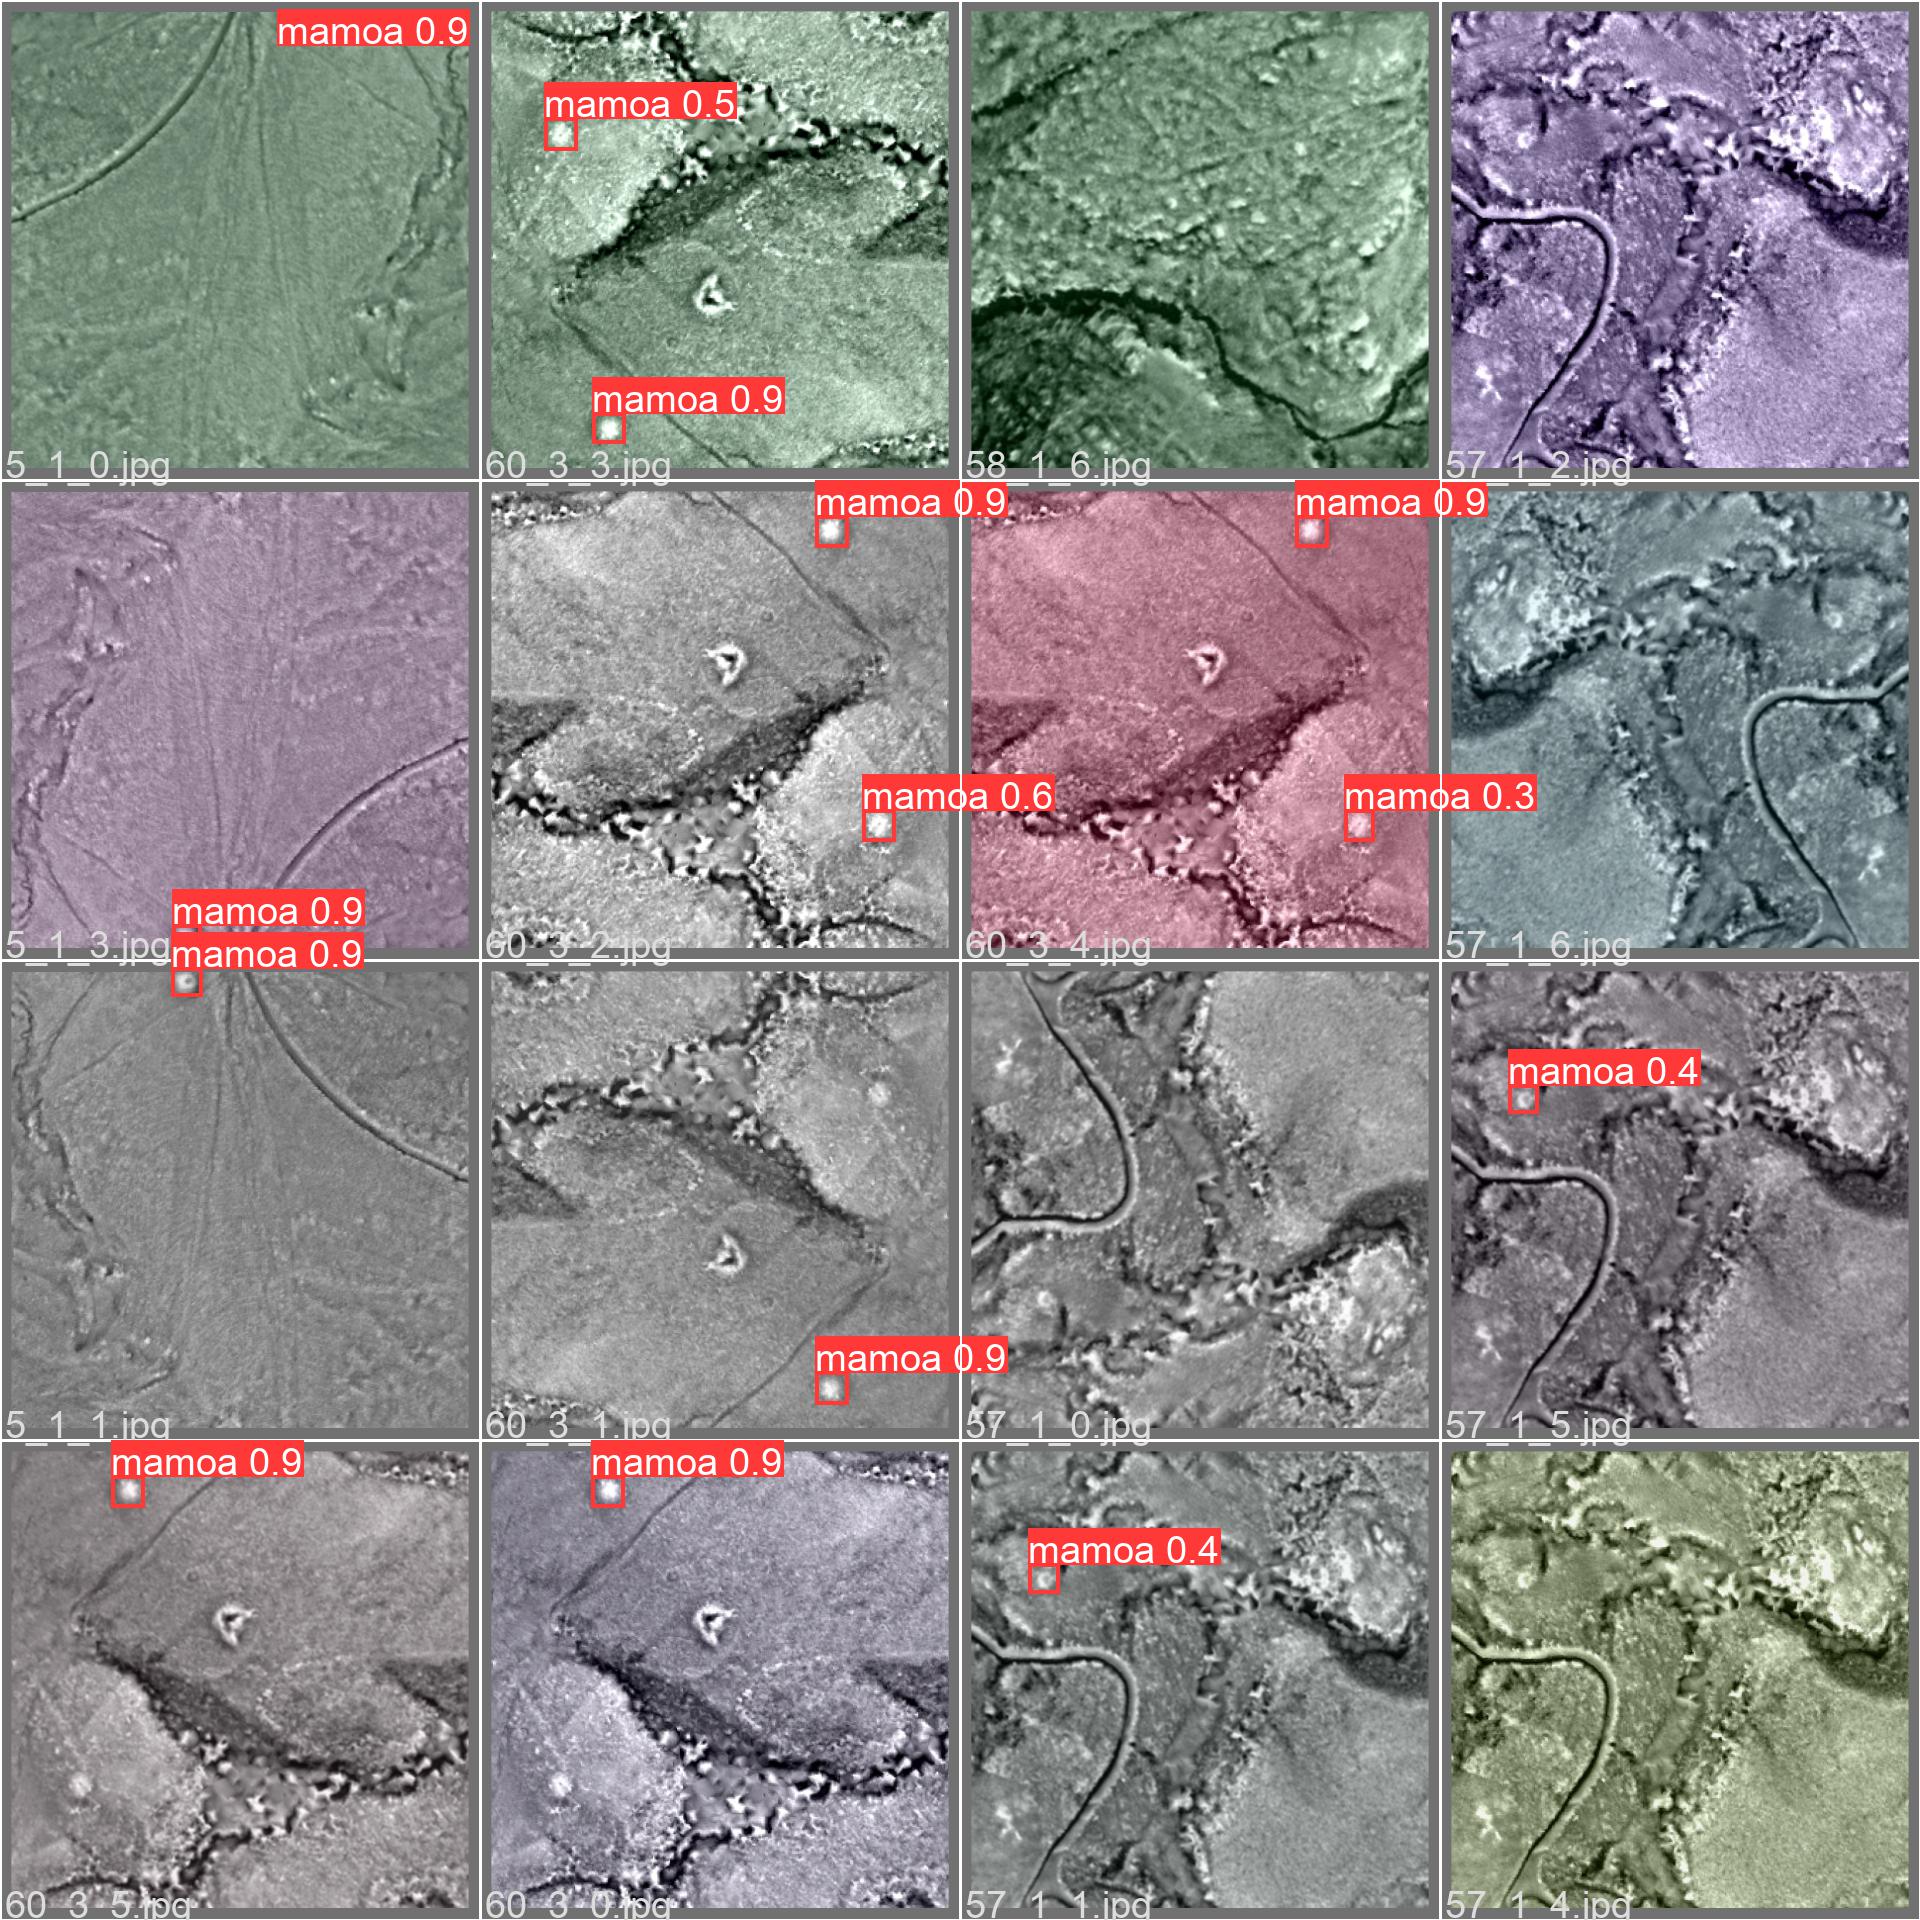 mamoa 0.9
mamoa 0.5
mamoa 0.9
5_1_0.jpg
60_3_3.jpg
58_1_6.jpg
57_1_2.jpg
mamoa 0.9
mamoa 0.9
mamoa 0.6
mamoa 0.3
mamoa 0.9
5_1_3.jpg
60_3_2.jpg
60_3_4.jpg
57_1_6.jpg
mamoa 0.9
mamoa 0.4
mamoa 0.9
5_1_1.jpg
60_3_1.jpg
57_1_0.jpg
57_1_5.jpg
mamoa 0.9
mamoa 0.9
mamoa 0.4
60_3_5.jpg
60_3_0.jpg
57_1_1.jpg
57_1_4.jpg